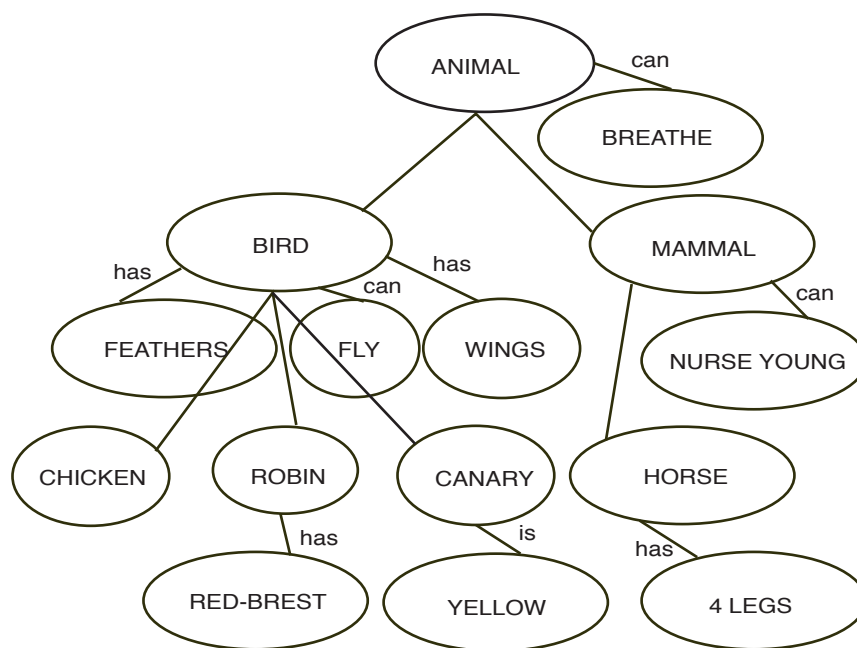 ANIMAL
can
BREATHE
BIRD
MAMMAL
has
has
can
can
FEATHERS
FLY
WINGS
NURSE YOUNG
CHICKEN
ROBIN
CANARY
HORSE
has
is
has
RED-BREST
YELLOW
4 LEGS